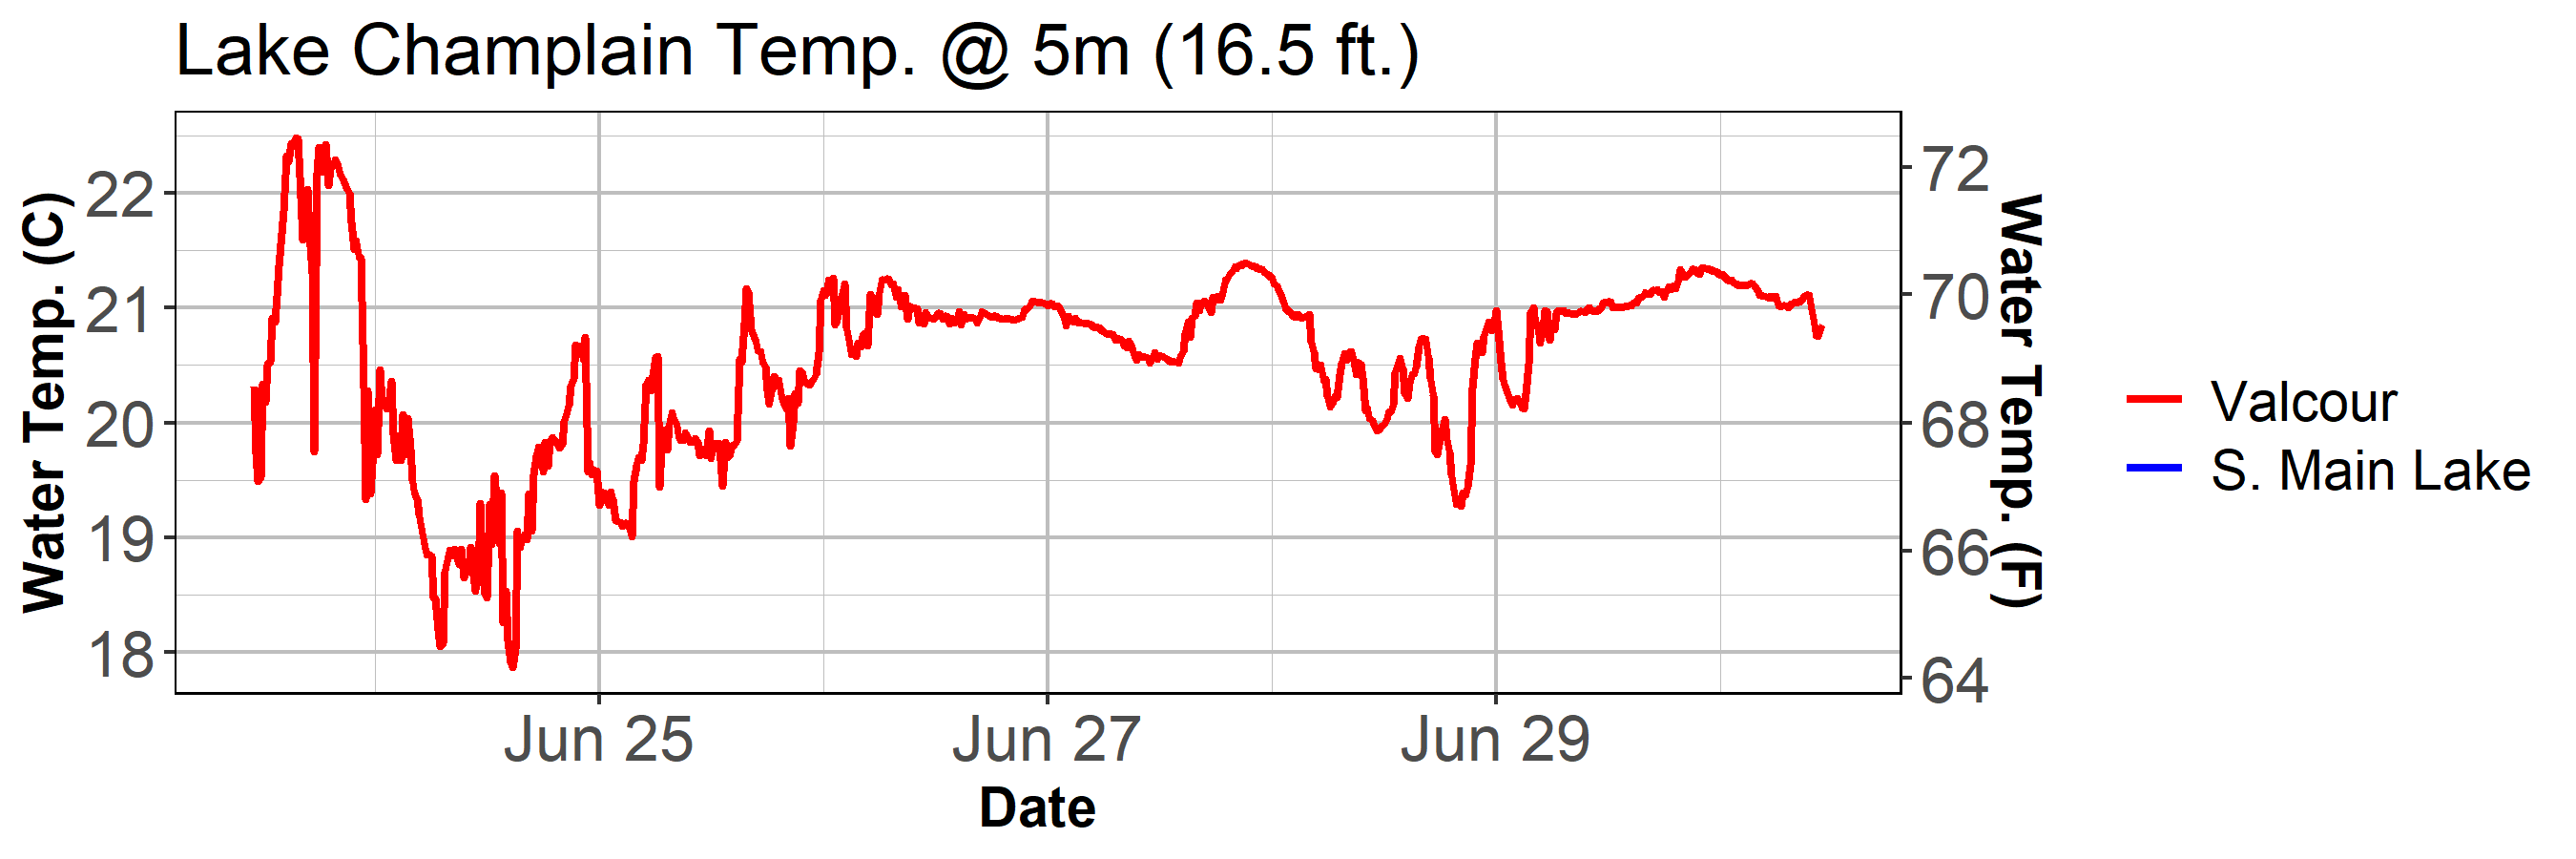 Lake Champlain Temp. @ 5m (16.5 ft.)
Water Temp. (C)
22
21
20
19
18
72
70
68
66
64
Water Temp. (F)
Jun 25
Jun 27
Jun 29
Date
Valcour
S. Main Lake